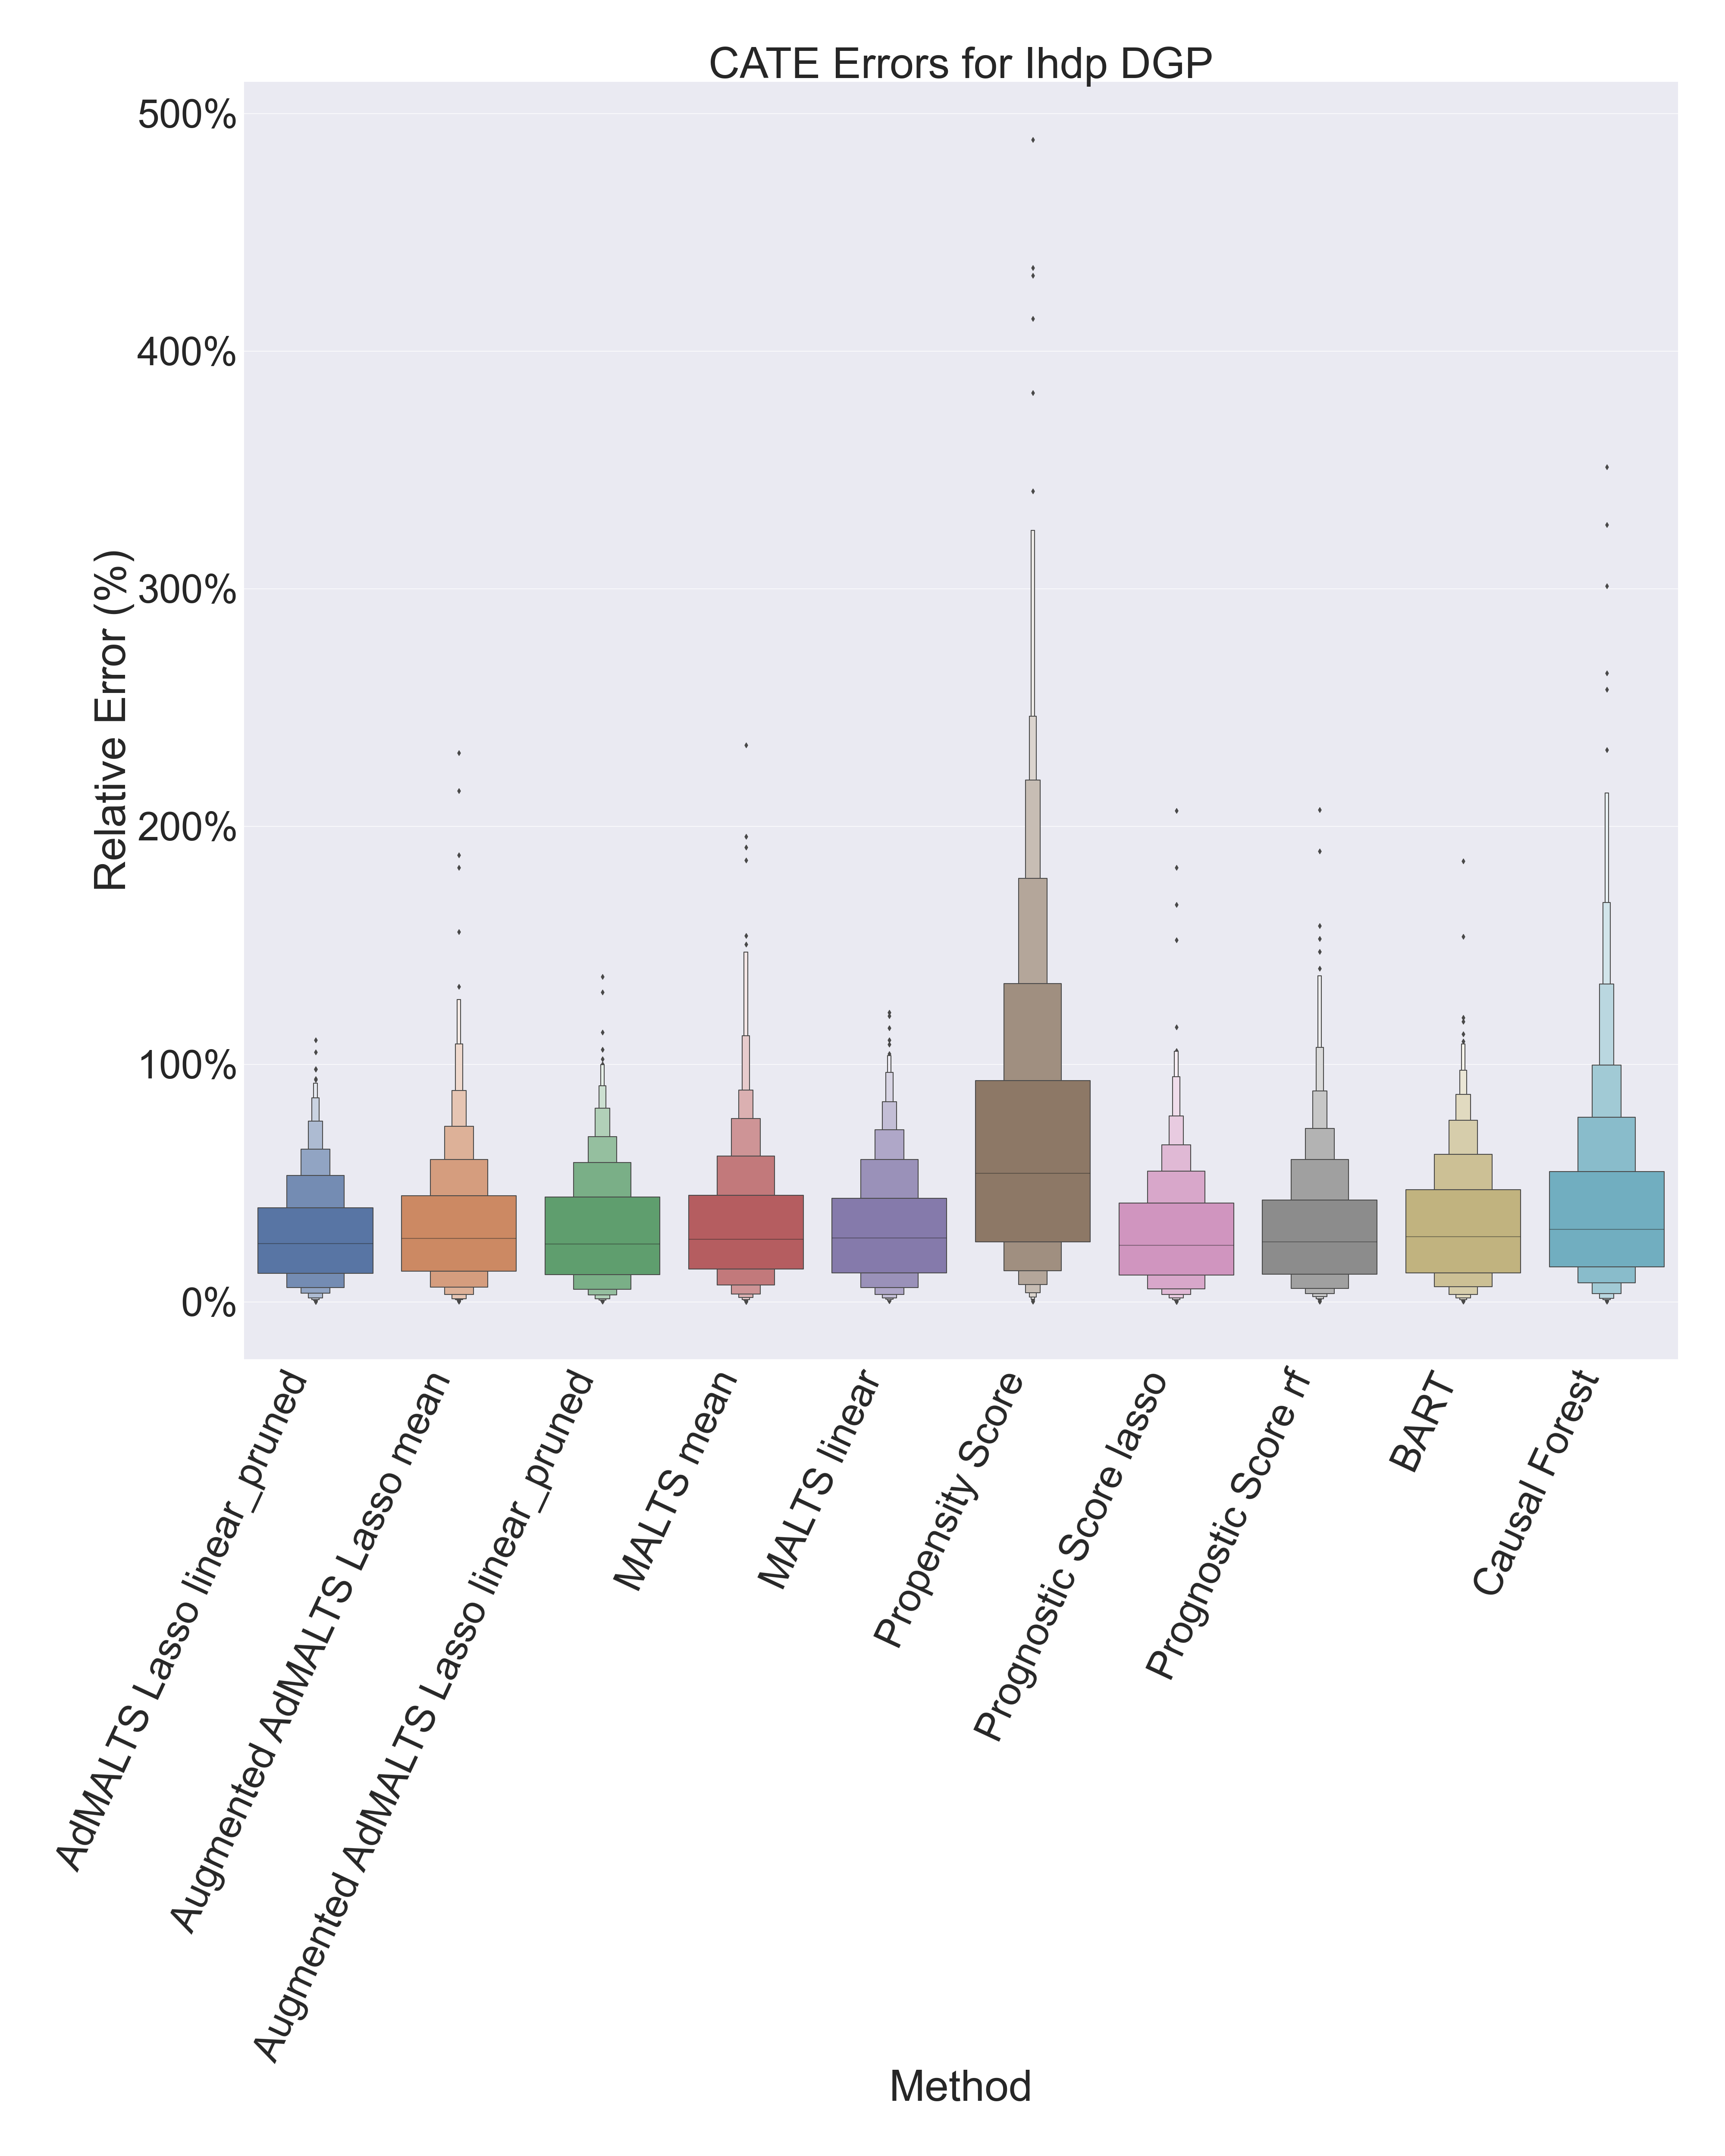 CATE Errors for Ihdp DGP
500%
400%
300%
200%
100%
0%
Relative Error (%)
AdMALTS Lasso linear_pruned
Augmented AdMALTS Lasso mean
Augmented AdMALTS Lasso linear_pruned
MALTS mean
MALTS linear
Propensity Score
Prognostic Score lasso
Prognostic Score rf
BART
Causal Forest
Method